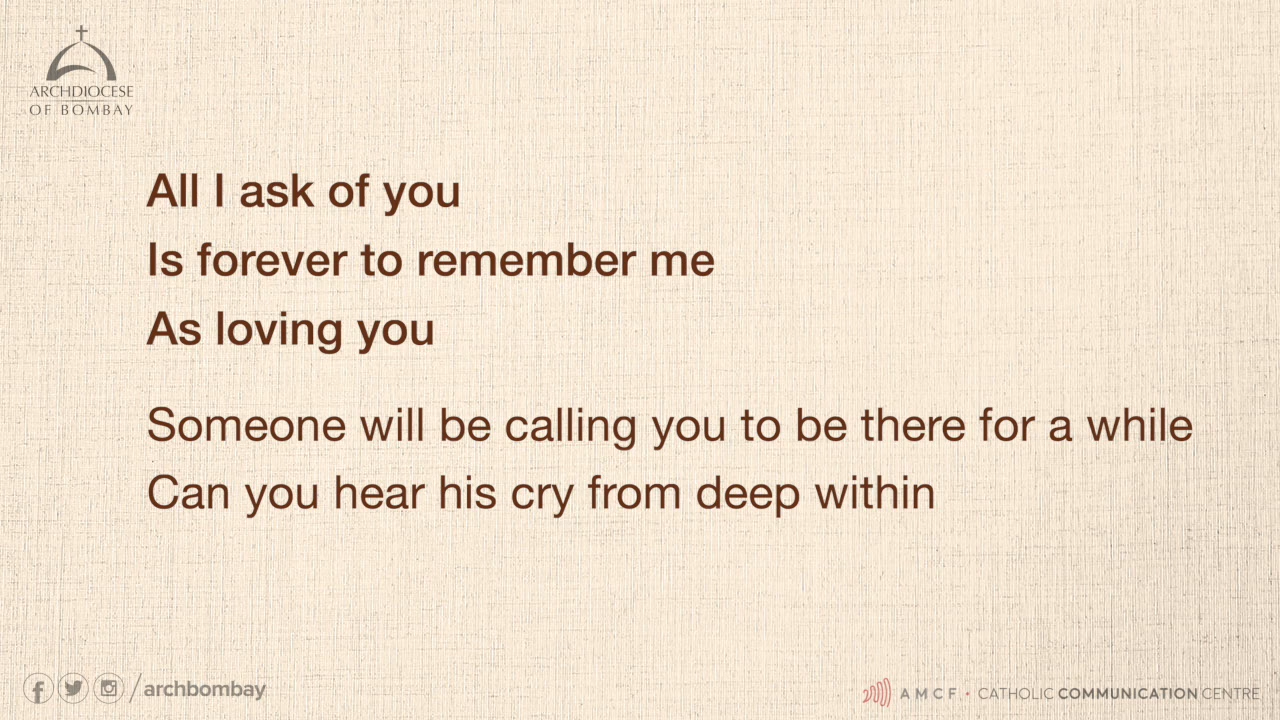 ARCHDIOCESE
OF BOMBAY
All I ask of you
Is forever to remember me
As loving you
Someone will be calling you to be there for a while
Can you hear his cry from deep within
/archbombay
AMCF • CATHOLIC COMMUNICATION CENTRE